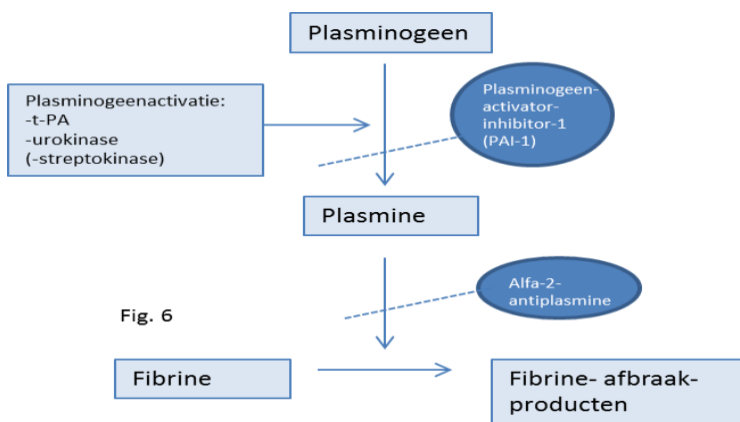 Plasminogeen
Plasminogeenactivatie:
-t-PA
-urokinase
(-streptokinase)
Plasminogeen-
activator-
inhibitor-1
(PAI-1)
Plasmine
Alfa-2-
antiplasmine
Fig. 6
Fibrine
Fibrine- afbraak-
producten